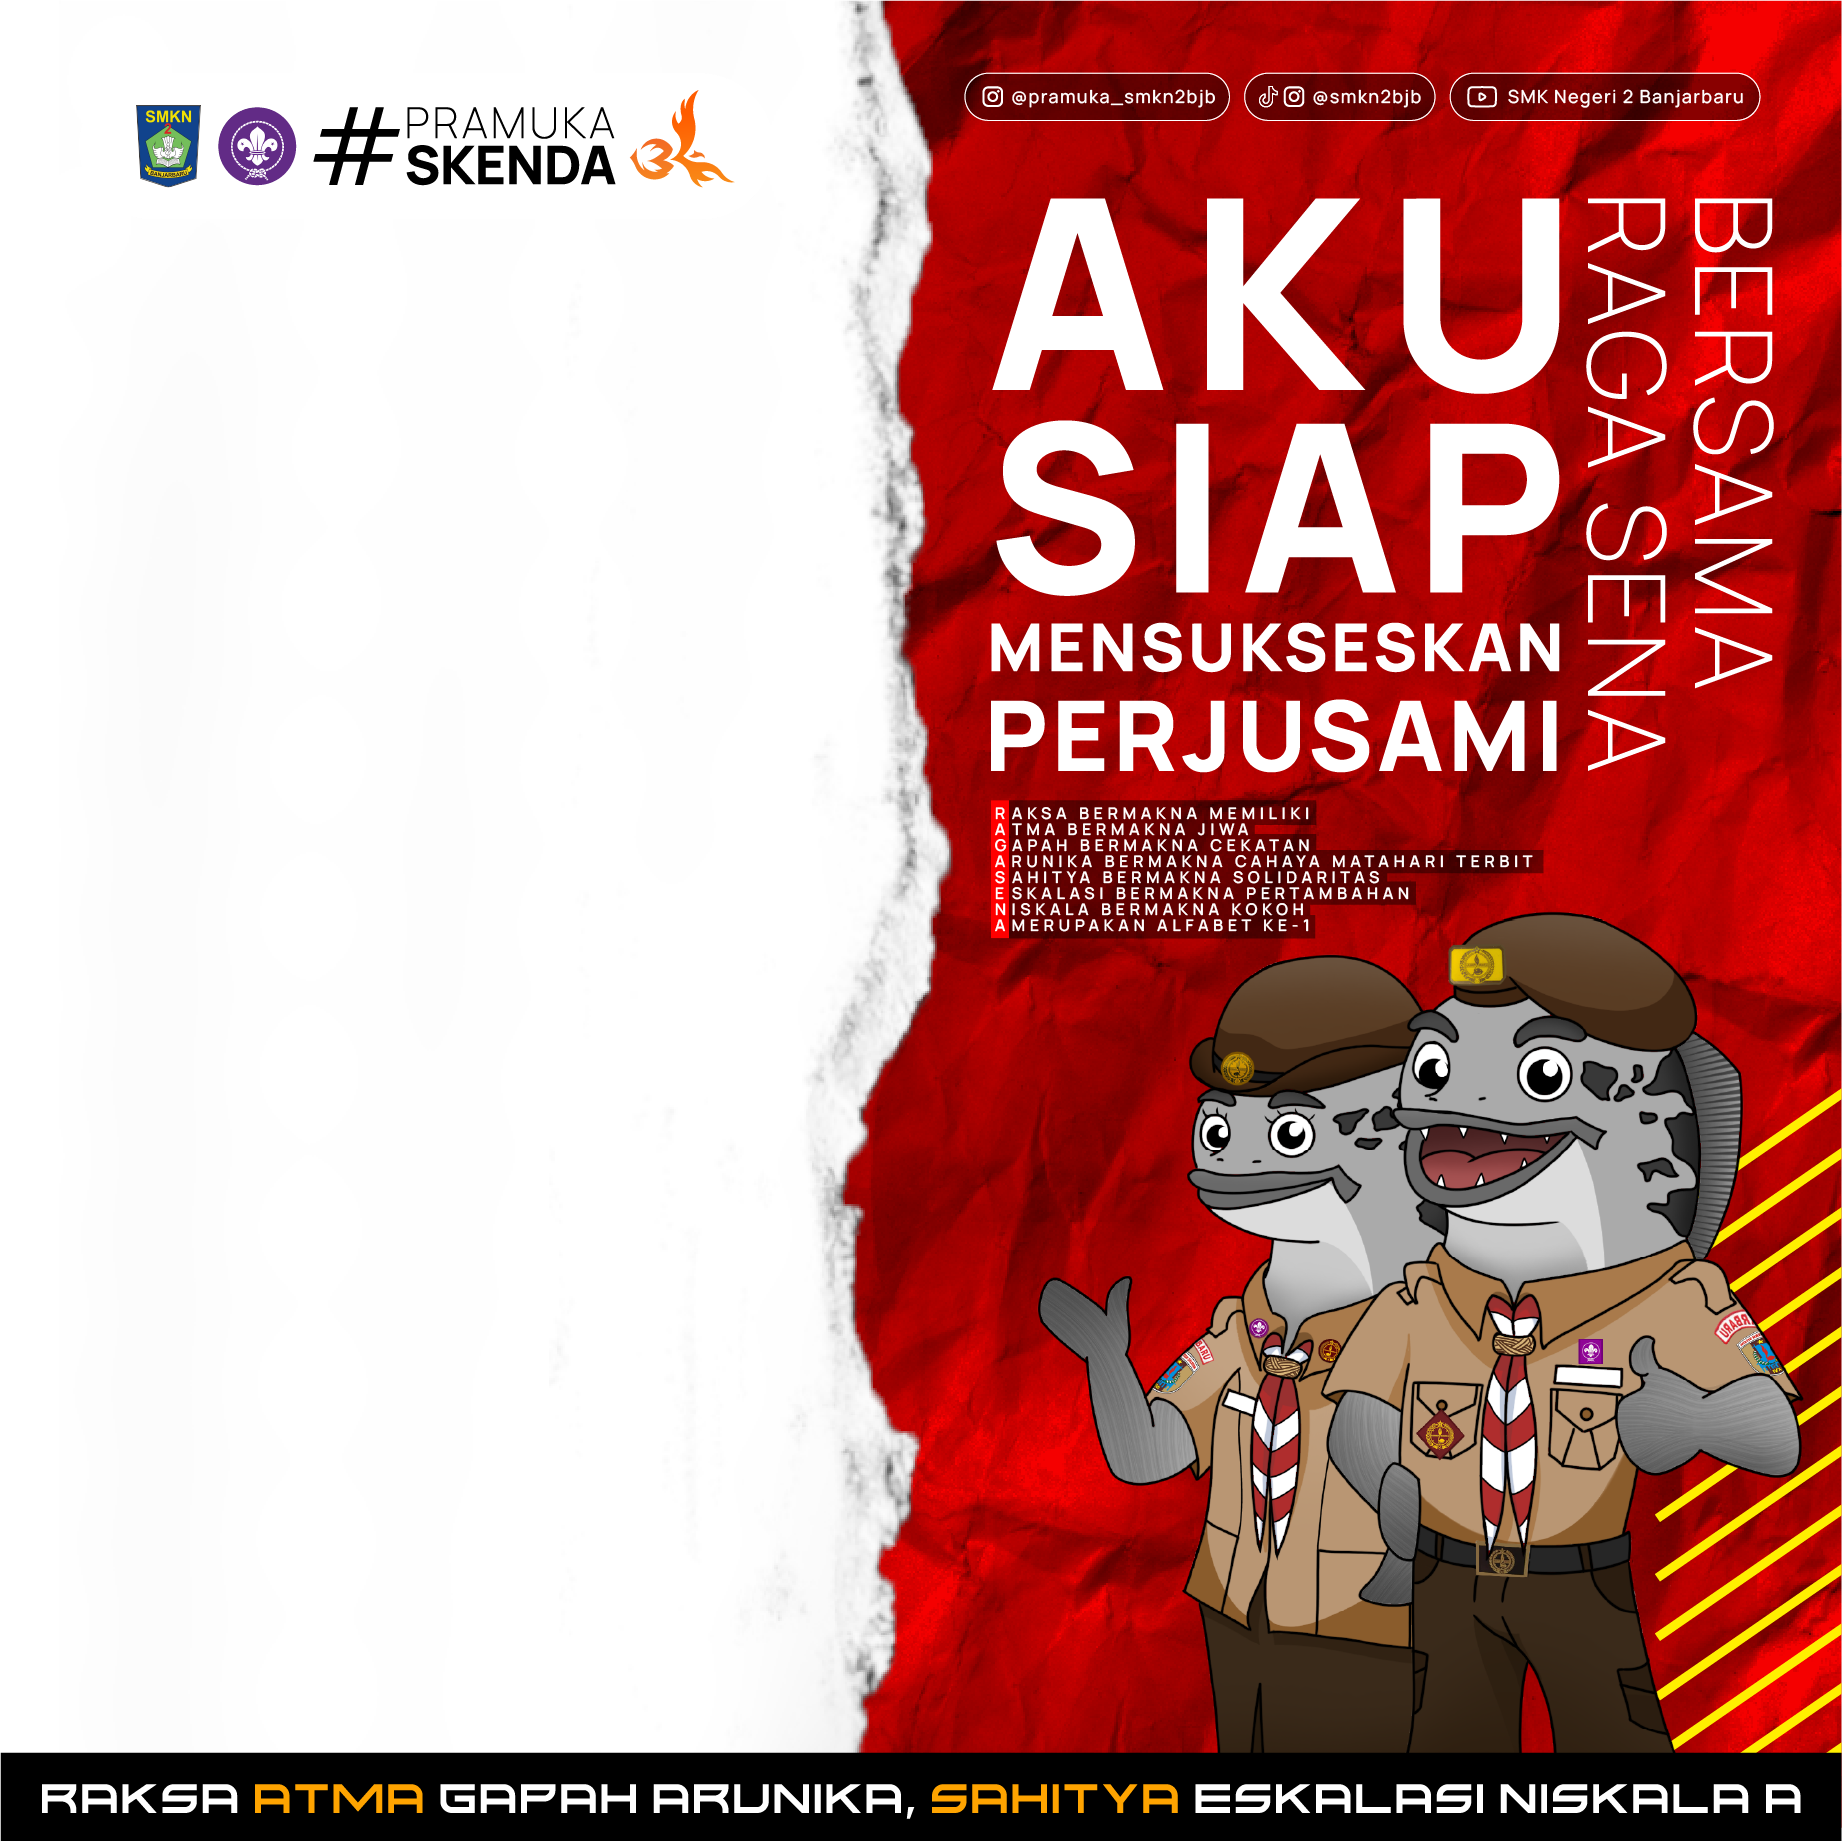 SMKN
2
BANJARBARU
#PRAMUKA
SKENDA
@pramuka_smkn2bjb
@smkn2bjb
SMK Negeri 2 Banjarbaru
AKU
SIAP
MENSUKSESKAN
PERJUSAMI
BERSAMA
RAGA SENA
RAKSA BERMAKNA MEMILIKI
ATMA BERMAKNA JIWA
GAPAH BERMAKNA CEKATAN
ARUNIKA BERMAKNA CAHAYA MATAHARI TERBIT
SAHITYA BERMAKNA SOLIDARITAS
ESKALASI BERMAKNA PERTAMBAHAN
NISKALA BERMAKNA KOKOH
A MERUPAKAN ALFABET KE-1
RAKSA ATMA GAPAH ARUNIKA, SAHITYA ESKALASI NISKALA A